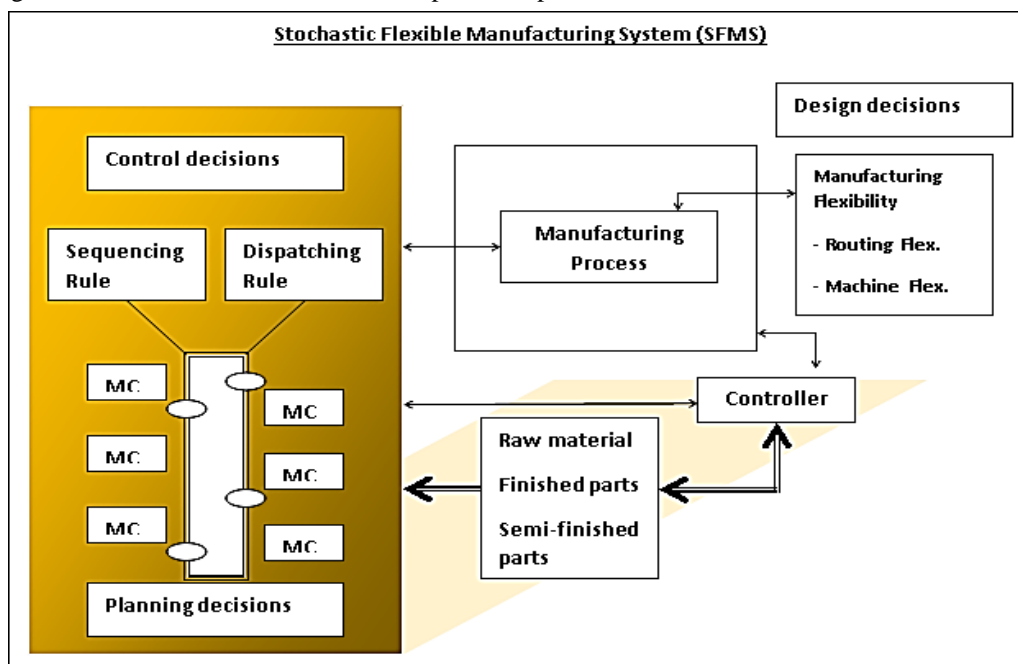 Stochastic Flexible Manufacturing System (SFMS)
Design decisions
Control decisions
Manufacturing
Flexibility
- Routing Flex.
- Machine Flex.
Manufacturing
Process
Sequencing
Rule
Dispatching
Rule
MC
MC
MC
MC
MC
MC
Controller
Raw material
Finished parts
Semi-finished
parts
Planning decisions